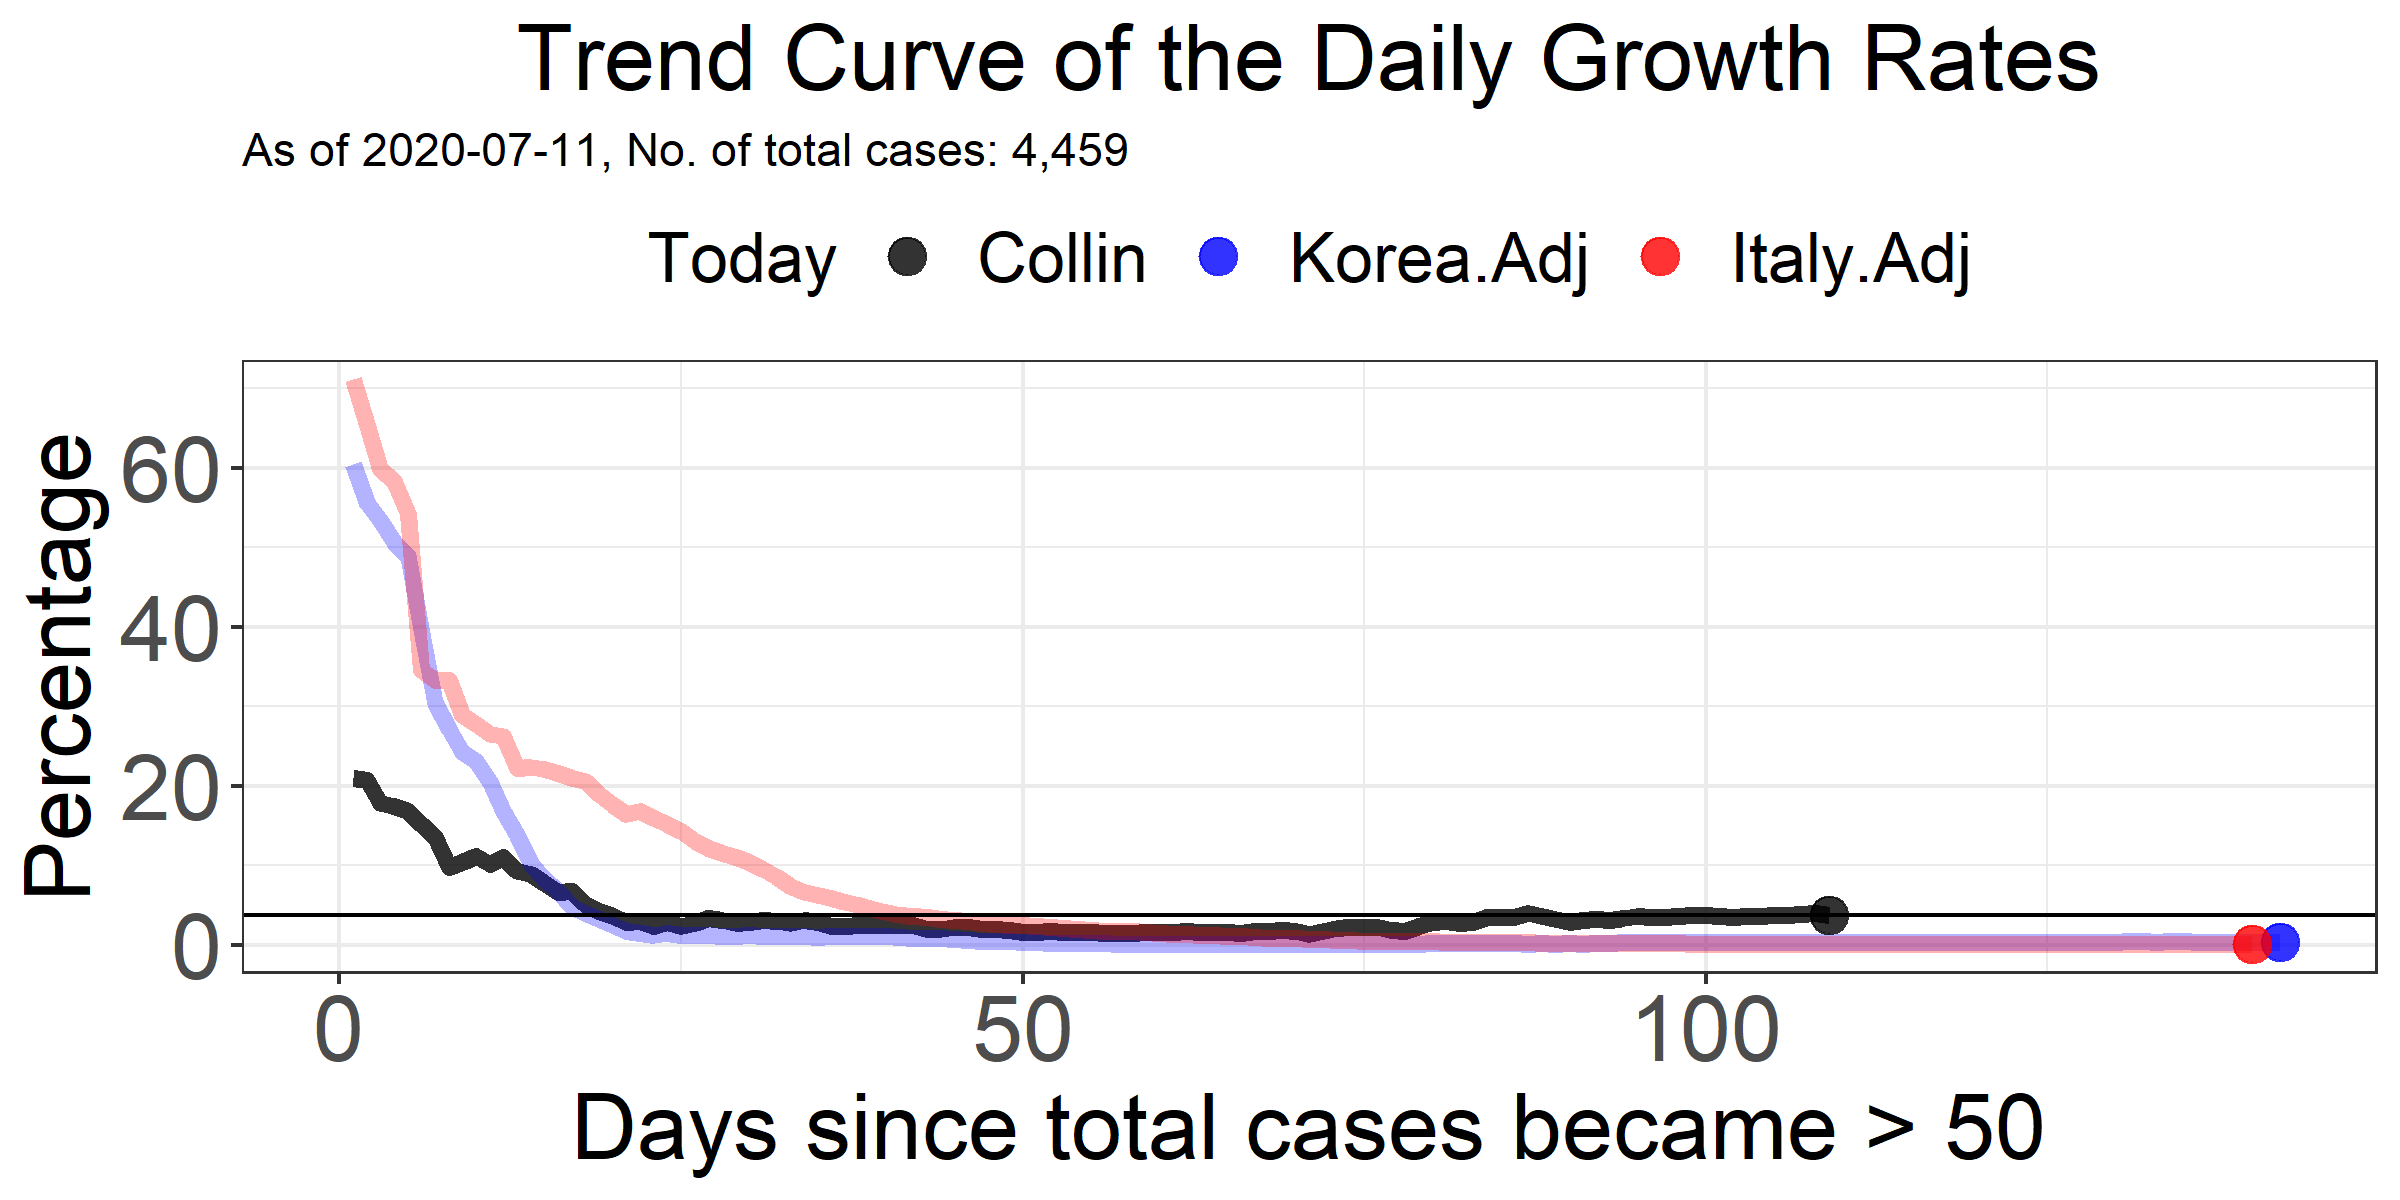 Trend Curve of the Daily Growth Rates
As of 2020-07-11, No. of total cases: 4,459
Today Collin Korea.Adj Italy.Adj
Percentage
60
40
20
0
0 50 100
Days since total cases became > 50